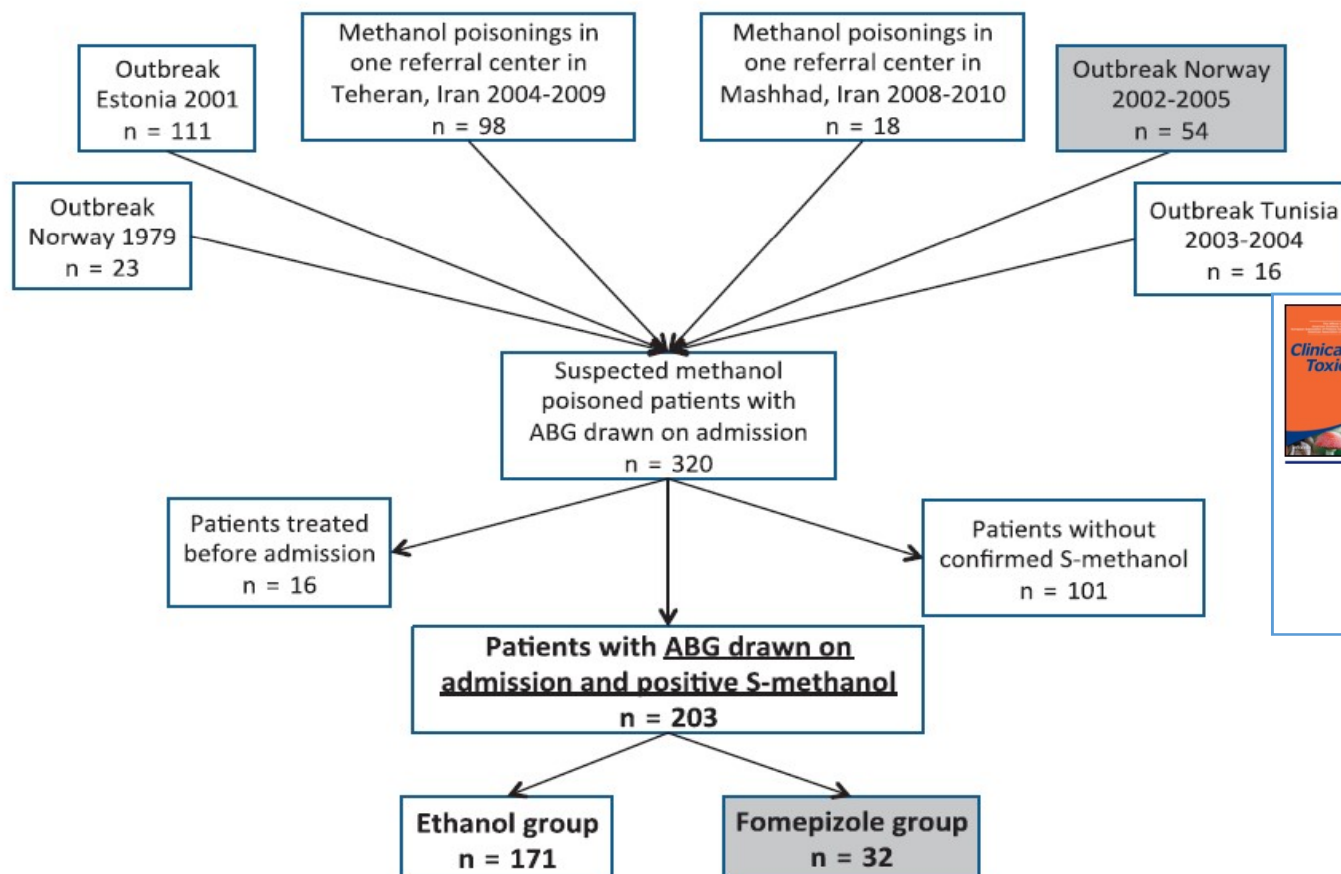 Outbreak
Estonia 2001
n = 111
Methanol poisonings in
one referral center in
Teheran, Iran 2004-2009
n = 98
Methanol poisonings in
one referral center in
Mashhad, Iran 2008-2010
n = 18
Outbreak Norway
2002-2005
n = 54
Outbreak
Norway 1979
n = 23
Outbreak Tunisia
2003-2004
n = 16
Suspected methanol
poisoned patients with
ABG drawn on admission
n = 320
Patients treated
before admission
n = 16
Patients without
confirmed S-methanol
n = 101
Patients with ABG drawn on
admission and positive S-methanol
n = 203
Ethanol group
n = 171
Fomepizole group
n = 32